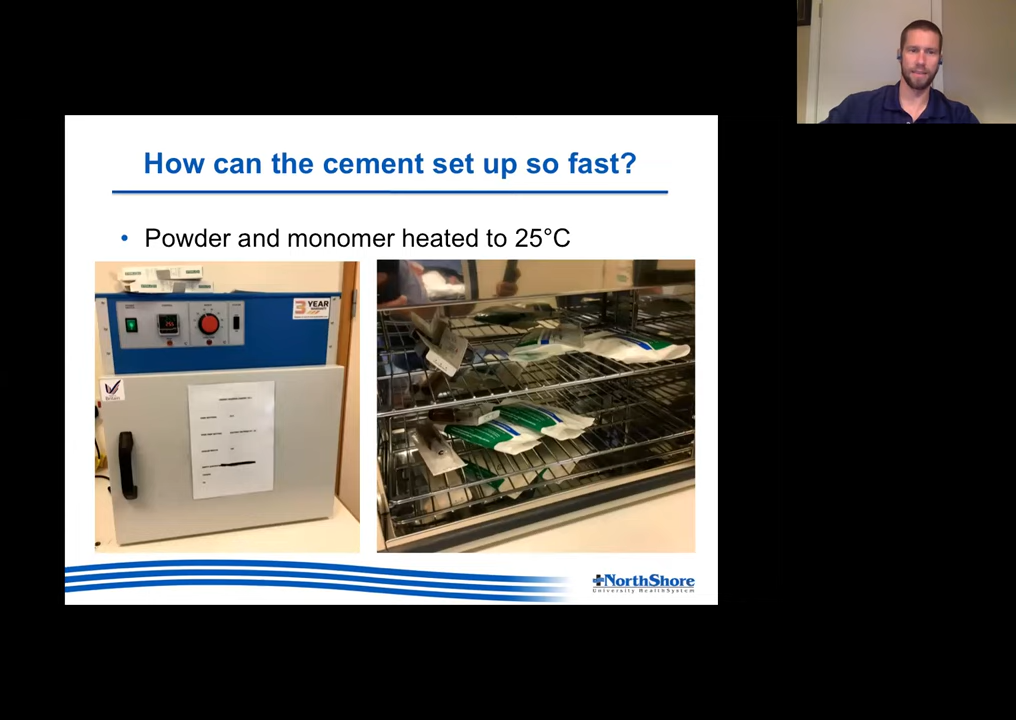 How can the cement set up so fast?
• Powder and monomer heated to 25°C
3 YEAR
NorthShore
University HealthSystem